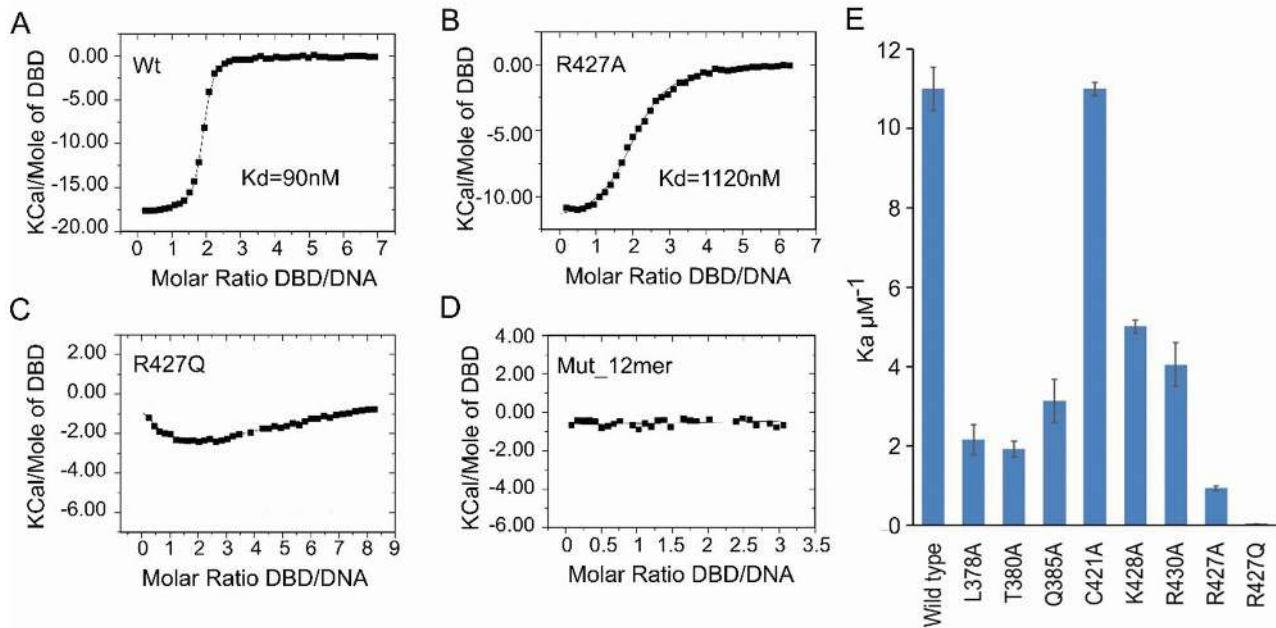 A
Wt
Kd=90nM
0.00
-5.00
-10.00
-15.00
-20.00
KCal/Mole of DBD
0 1 2 3 4 5 6 7
Molar Ratio DBD/DNA
B
R427A
Kd=1120nM
0.00
-5.00
-10.00
KCal/Mole of DBD
0 1 2 3 4 5 6 7
Molar Ratio DBD/DNA
C
R427Q
2.00
0.00
-2.00
-4.00
-6.00
KCal/Mole of DBD
0 1 2 3 4 5 6 7 8 9
Molar Ratio DBD/DNA
D
Mut_12mer
4.00
2.00
0.00
-2.00
-4.00
-6.00
KCal/Mole of DBD
0 0.5 1 1.5 2 2.5 3 3.5
Molar Ratio DBD/DNA
E
12
10
8
6
4
2
0
Ka µM⁻¹
Wild type
L378A
T380A
Q385A
C421A
K428A
R430A
R427A
R427Q